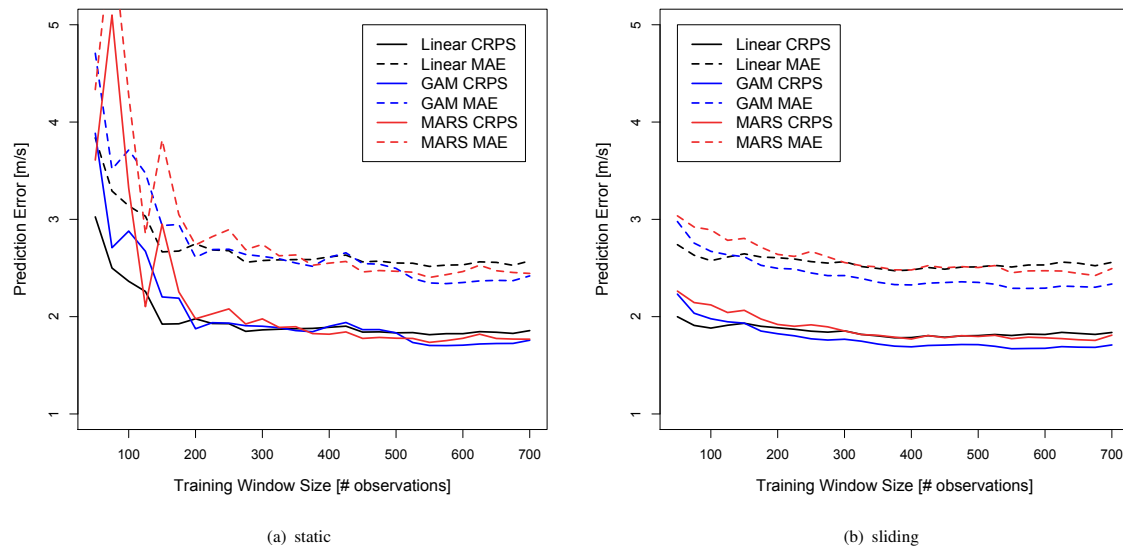 Prediction Error [m/s]
5
4
3
2
1
Linear CRPS
Linear MAE
GAM CRPS
GAM MAE
MARS CRPS
MARS MAE
100 200 300 400 500 600 700
Training Window Size [# observations]
(a) static
Prediction Error [m/s]
5
4
3
2
1
Linear CRPS
Linear MAE
GAM CRPS
GAM MAE
MARS CRPS
MARS MAE
100 200 300 400 500 600 700
Training Window Size [# observations]
(b) sliding